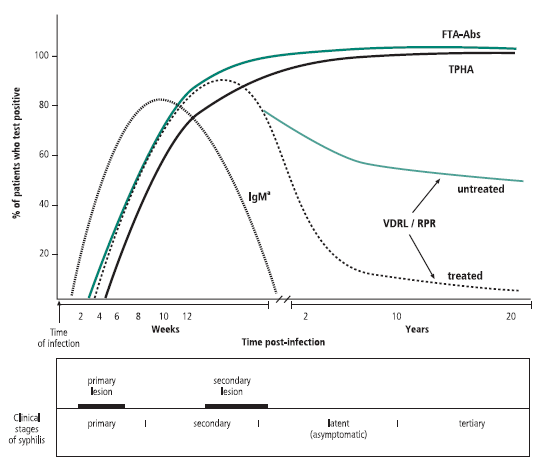 FTA-Abs
TPHA
100
80
60
40
20
% of patients who test positive
IgMª
untreated
VDRL / RPR
treated
2 4 6 8 10 12 2 10 20
Time of infection
Weeks
Years
Time post-infection
primary lesion
secondary lesion
Clinical stages of syphilis
primary I secondary I latent (asymptomatic) I tertiary